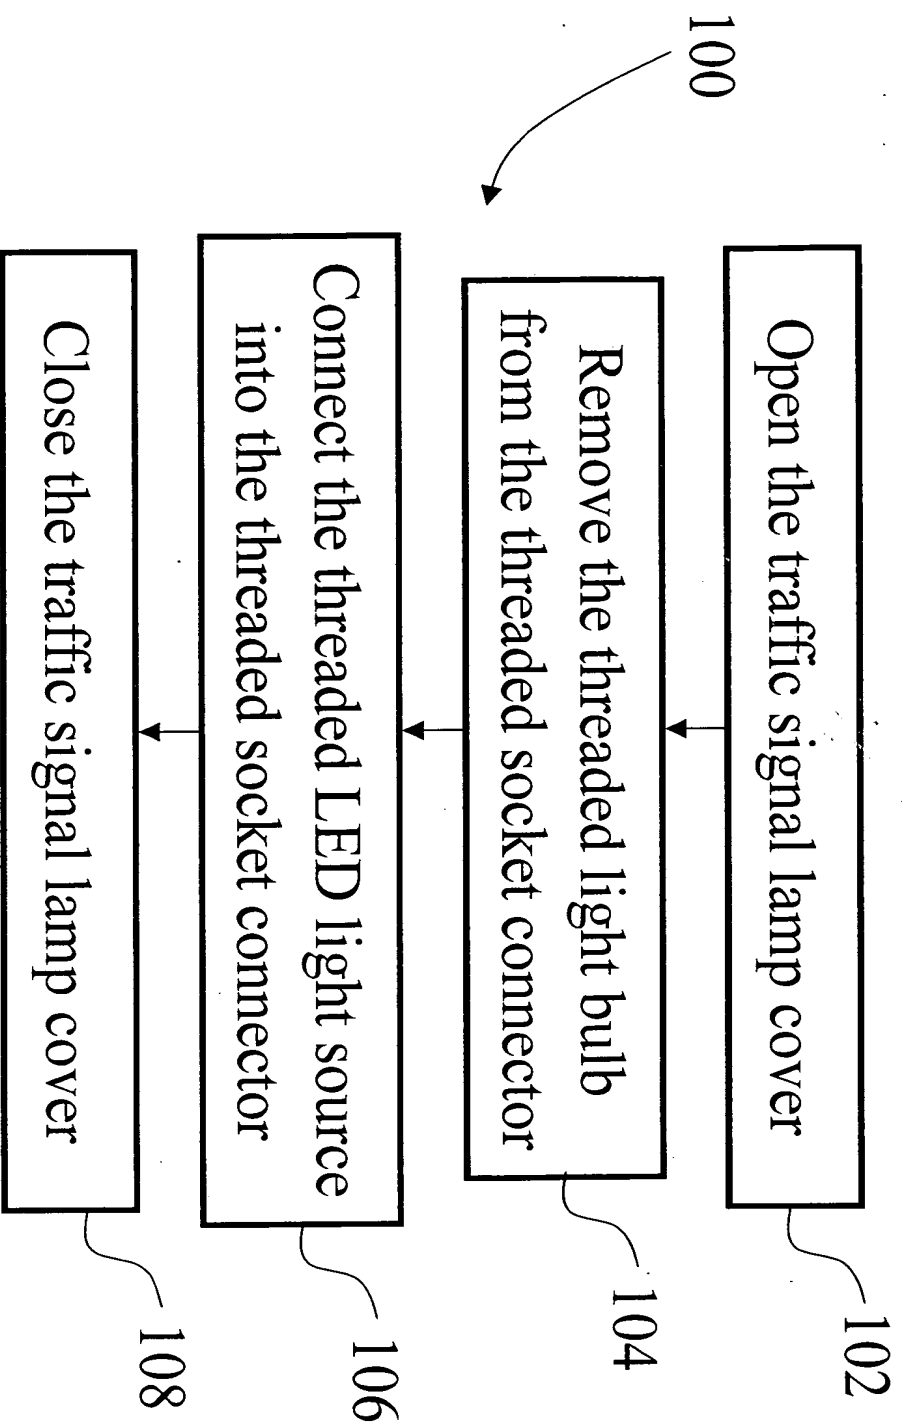 100
Open the traffic signal lamp cover
102
Remove the threaded light bulb
from the threaded socket connector
104
Connect the threaded LED light source
into the threaded socket connector
106
Close the traffic signal lamp cover
108